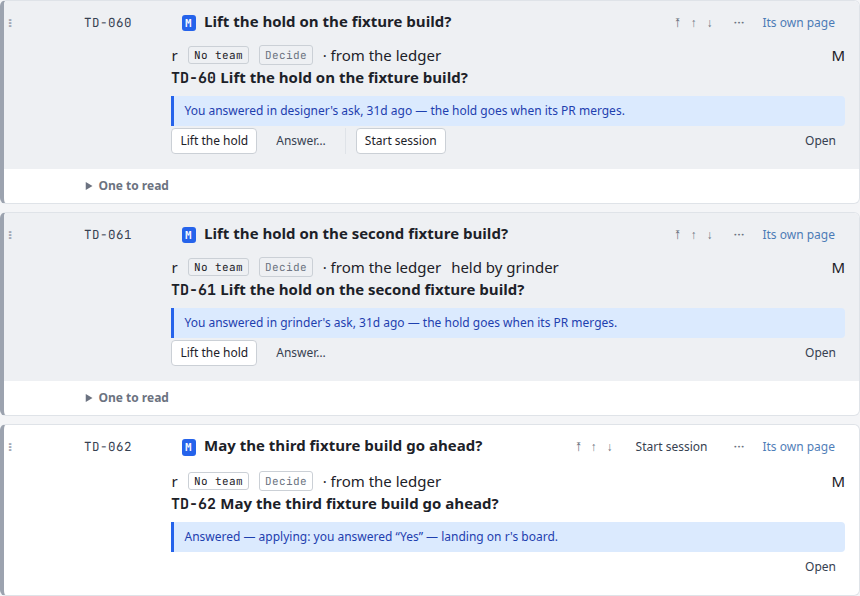 TD-060 M Lift the hold on the fixture build? ⤒ ↑ ↓ ··· Its own page
r No team Decide · from the ledger M
TD-60 Lift the hold on the fixture build?
You answered in designer's ask, 31d ago — the hold goes when its PR merges.
Lift the hold Answer... Start session Open
▶ One to read
TD-061 M Lift the hold on the second fixture build? ⤒ ↑ ↓ ··· Its own page
r No team Decide · from the ledger held by grinder M
TD-61 Lift the hold on the second fixture build?
You answered in grinder's ask, 31d ago — the hold goes when its PR merges.
Lift the hold Answer... Open
▶ One to read
TD-062 M May the third fixture build go ahead? ⤒ ↑ ↓ Start session ··· Its own page
r No team Decide · from the ledger M
TD-62 May the third fixture build go ahead?
Answered — applying: you answered “Yes” — landing on r's board.
Open